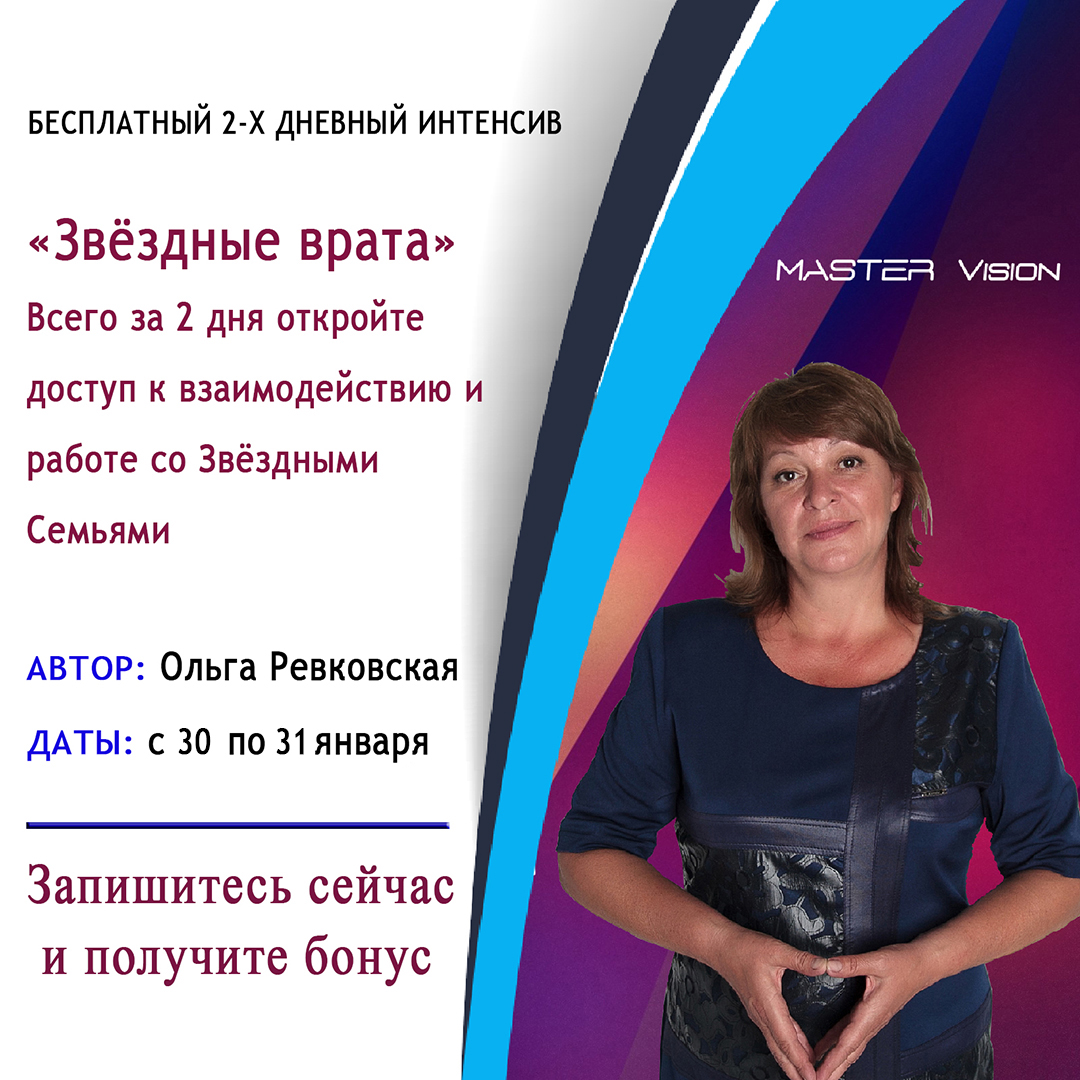 БЕСПЛАТНЫЙ 2-Х ДНЕВНЫЙ ИНТЕНСИВ
«Звёздные врата»
Всего за 2 дня откройте
доступ к взаимодействию и
работе со Звёздными
Семьями
MASTER VISION
АВТОР: Ольга Ревковская
ДАТЫ: с 30 по 31 января
Запишитесь сейчас
и получите бонус